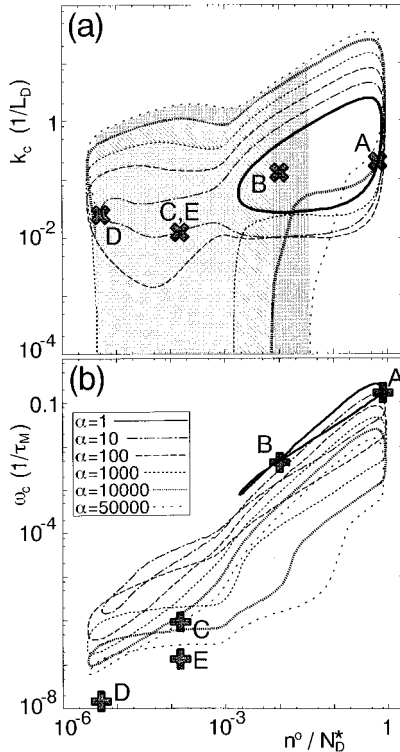 (a)
k_c (1/L_D)
1
10^-2
10^-4
A
B
C,E
D
(b)
ω_c (1/τ_M)
0.1
10^-4
10^-8
α=1
α=10
α=100
α=1000
α=10000
α=50000
A
B
C
E
D
10^-6 10^-3 1
n^o / N_D^*